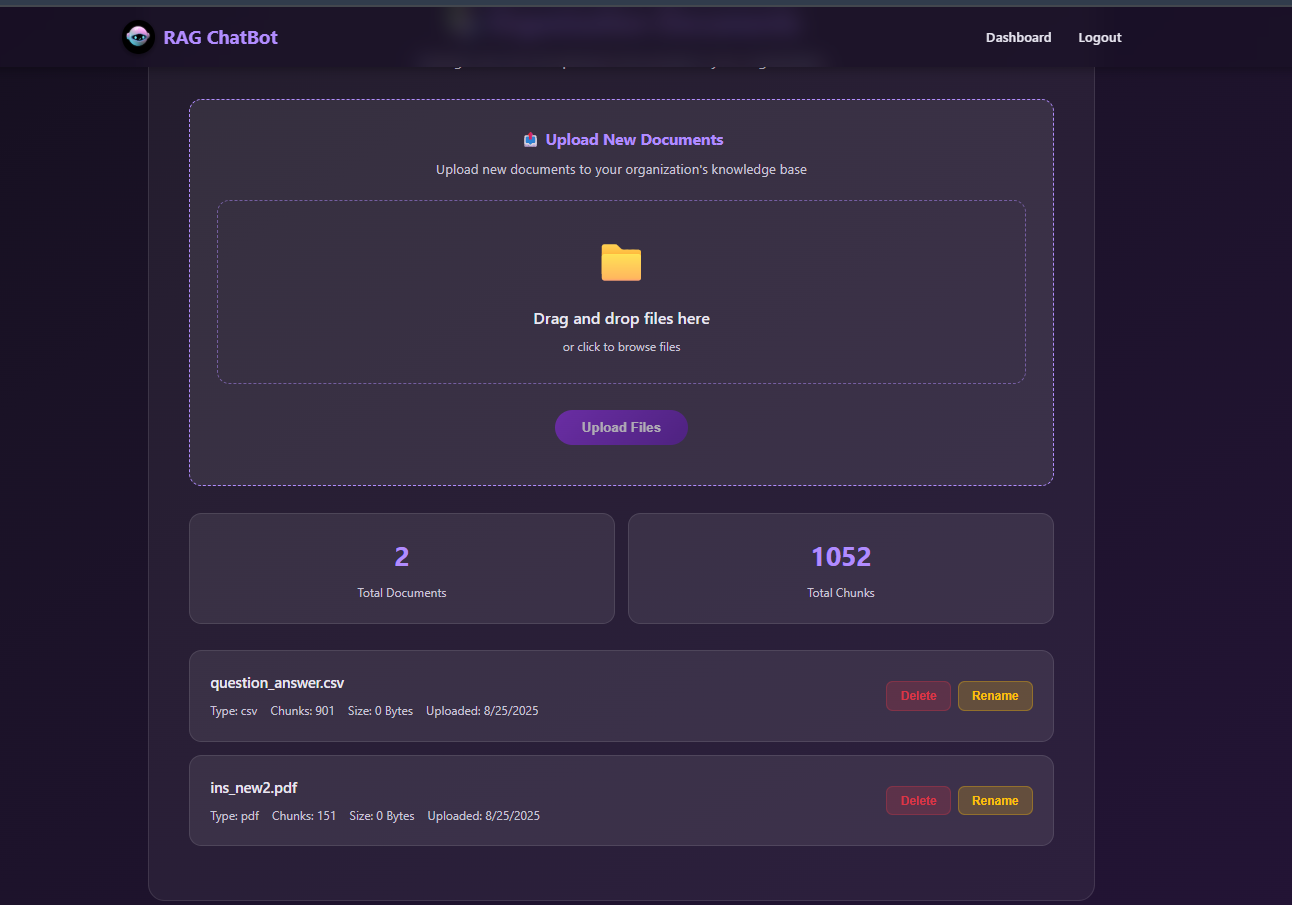 RAG ChatBot
Dashboard
Logout
Upload New Documents
Upload new documents to your organization's knowledge base
Drag and drop files here
or click to browse files
Upload Files
2
Total Documents
1052
Total Chunks
question_answer.csv
Type: csv Chunks: 901 Size: 0 Bytes Uploaded: 8/25/2025
Delete
Rename
ins_new2.pdf
Type: pdf Chunks: 151 Size: 0 Bytes Uploaded: 8/25/2025
Delete
Rename